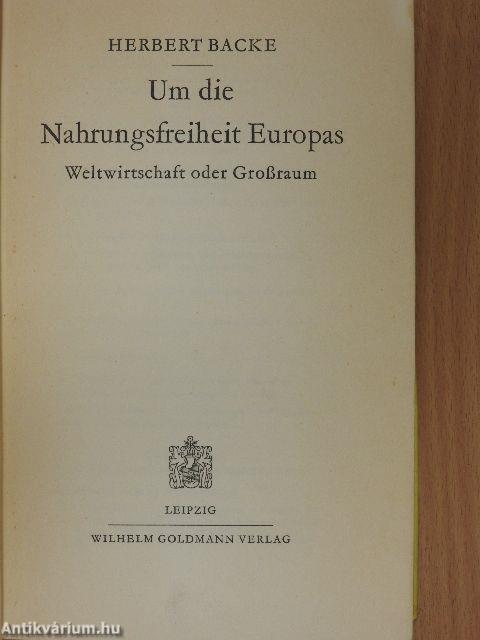 HERBERT BACKE
Um die
Nahrungsfreiheit Europas
Weltwirtschaft oder Großraum
LEIPZIG
WILHELM GOLDMANN VERLAG
Antikvárium.hu